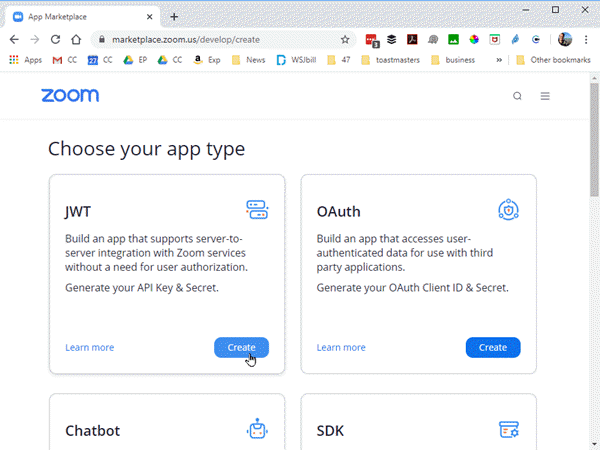 App Marketplace
marketplace.zoom.us/develop/create
3
Apps CC 27 CC EP CC a Exp News WSJbill 47 toastmasters business » Other bookmarks
zoom
Choose your app type
JWT
Build an app that supports server-to-
server integration with Zoom services
without a need for user authorization.
Generate your API Key & Secret.
Learn more Create
OAuth
Build an app that accesses user-
authenticated data for use with third
party applications.
Generate your OAuth Client ID & Secret.
Learn more Create
Chatbot
SDK